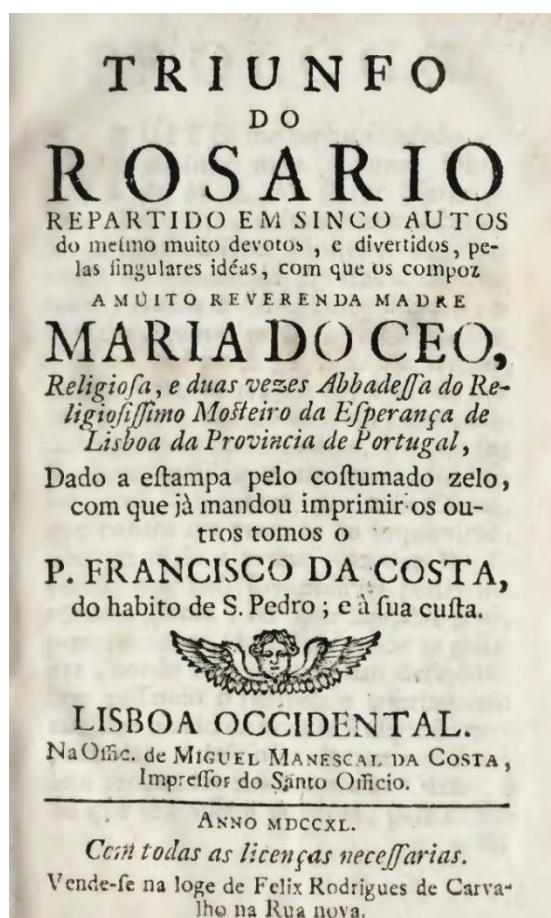 TRIUNFO
DO
ROSARIO
REPARTIDO EM SINCO AUTOS
do meſmo muito devotos , e divertidos, pe-
las ſingulares idéas, com que os compoz
A MUITO REVERENDA MADRE
MARIA DO CEO,
Religioſa, e duas vezes Abbadeſſa do Re-
ligioſiſſimo Moſteiro da Eſperança de
Lisboa da Provincia de Portugal,
Dado a eſtampa pelo coſtumado zelo,
com que jà mandou imprimir os ou-
tros tomos o
P. FRANCISCO DA COSTA,
do habito de S. Pedro ; e à ſua cuſta.
LISBOA OCCIDENTAL.
Na Offic. de MIGUEL MANESCAL DA COSTA ,
Impreſſor do Santo Officio.
ANNO MDCCXL.
Com todas as licenças neceſſarias.
Vende-ſe na loge de Felix Rodrigues de Carva-
lho na Rua nova.